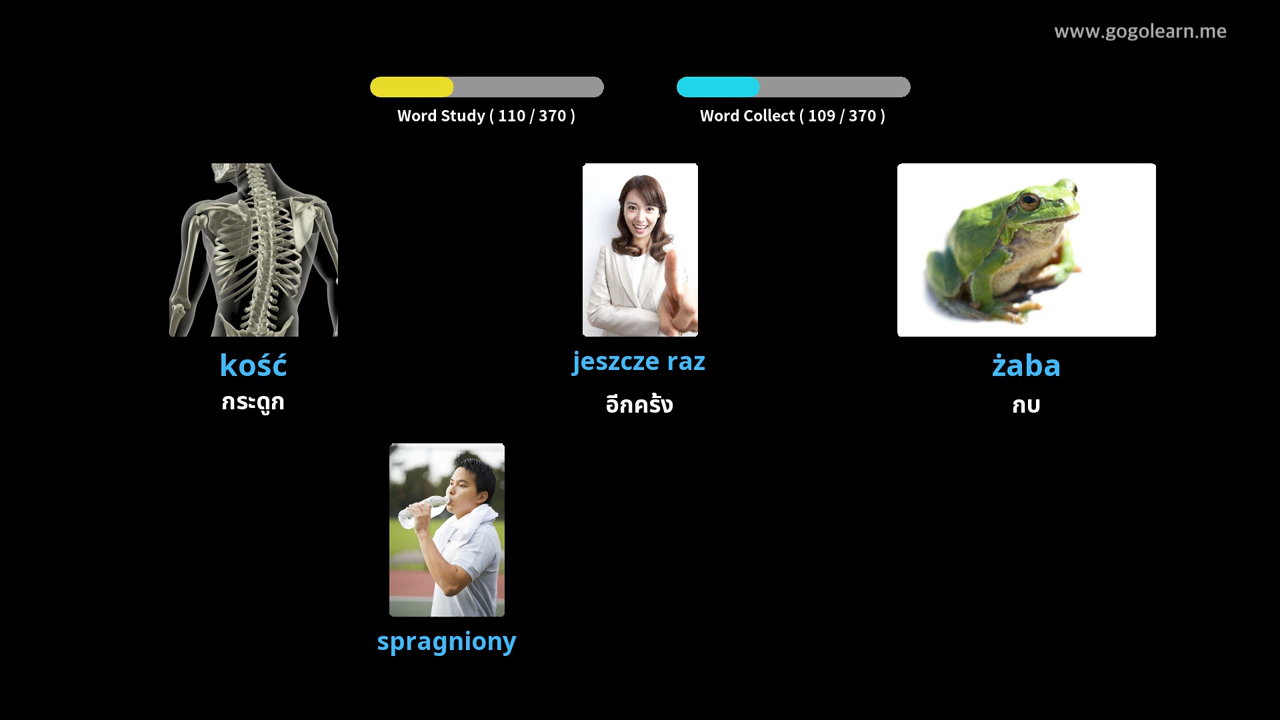 www.gogolearn.me
Word Study ( 110 / 370 )
Word Collect ( 109 / 370 )
kość
jeszcze raz
żaba
กระดูก
อีกครั้ง
กบ
spragniony